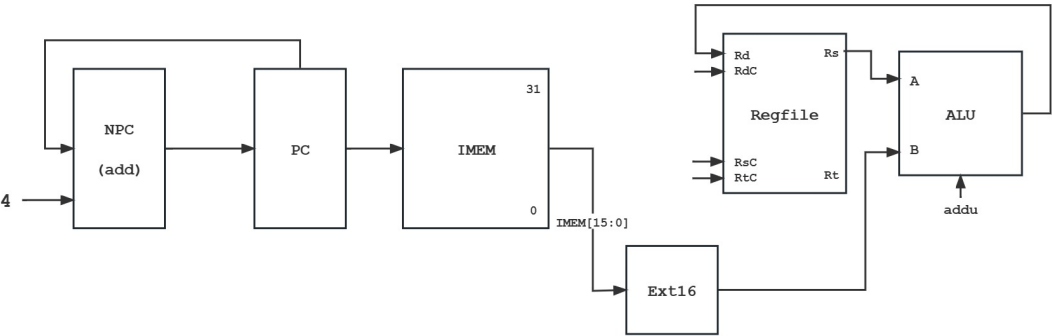 NPC
(add)
4
PC
31
IMEM
0
IMEM[15:0]
Ext16
Rd
RdC
Rs
Regfile
RsC
RtC
Rt
A
ALU
B
addu